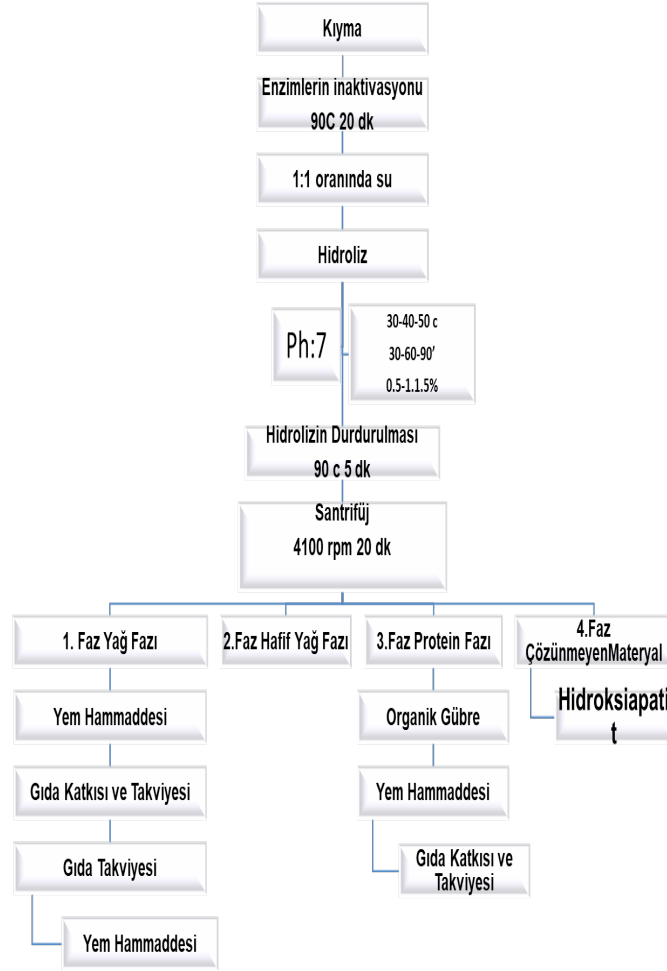 Kıyma
Enzimlerin inaktivasyonu
90C 20 dk
1:1 oranında su
Hidroliz
Ph:7
30-40-50 c
30-60-90’
0.5-1.1.5%
Hidrolizin Durdurulması
90 c 5 dk
Santrifüj
4100 rpm 20 dk
1. Faz Yağ Fazı
2.Faz Hafif Yağ Fazı
3.Faz Protein Fazı
4.Faz
ÇözünmeyenMateryal
Yem Hammaddesi
Organik Gübre
Hidroksiapati
t
Gıda Katkısı ve Takviyesi
Yem Hammaddesi
Gıda Takviyesi
Gıda Katkısı ve
Takviyesi
Yem Hammaddesi